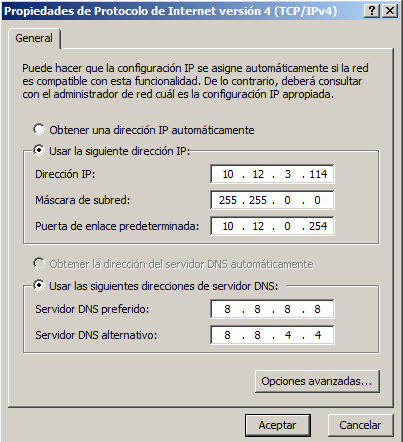 Propiedades de Protocolo de Internet versión 4 (TCP/IPv4)
General
Puede hacer que la configuración IP se asigne automáticamente si la red
es compatible con esta funcionalidad. De lo contrario, deberá consultar
con el administrador de red cuál es la configuración IP apropiada.
Obtener una dirección IP automáticamente
Usar la siguiente dirección IP:
Dirección IP: 10 . 12 . 3 . 114
Máscara de subred: 255 . 255 . 0 . 0
Puerta de enlace predeterminada: 10 . 12 . 0 . 254
Obtener la dirección del servidor DNS automáticamente
Usar las siguientes direcciones de servidor DNS:
Servidor DNS preferido: 8 . 8 . 8 . 8
Servidor DNS alternativo: 8 . 8 . 4 . 4
Opciones avanzadas...
Aceptar Cancelar